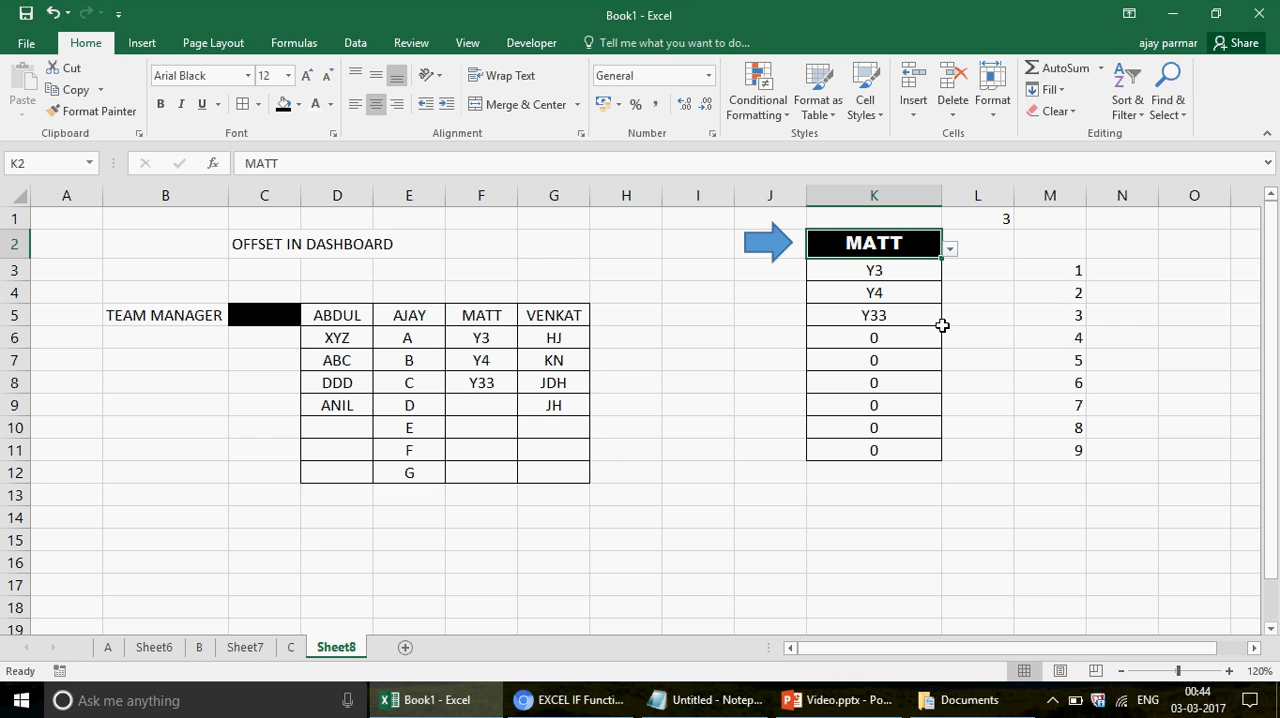 Book1 - Excel
File Home Insert Page Layout Formulas Data Review View Developer Tell me what you want to do... ajay parmar Share
Paste Cut Copy Format Painter Clipboard
Arial Black 12 B I U A Font
Wrap Text Merge & Center Alignment
General % , Number
Conditional Formatting Format as Table Cell Styles Styles
Insert Delete Format Cells
AutoSum Fill Clear Sort & Filter Find & Select Editing
K2 fx MATT
A B C D E F G H I J K L M N O
1 3
2 OFFSET IN DASHBOARD MATT
3 Y3 1
4 Y4 2
5 TEAM MANAGER ABDUL AJAY MATT VENKAT Y33 3
6 XYZ A Y3 HJ 0 4
7 ABC B Y4 KN 0 5
8 DDD C Y33 JDH 0 6
9 ANIL D JH 0 7
10 E 0 8
11 F 0 9
12 G
13
14
15
16
17
18
19
A Sheet6 B Sheet7 C Sheet8
Ready 120%
Ask me anything Book1 - Excel EXCEL IF Functi... Untitled - Notep... Video.pptx - Po... Documents ENG 00:44
03-03-2017